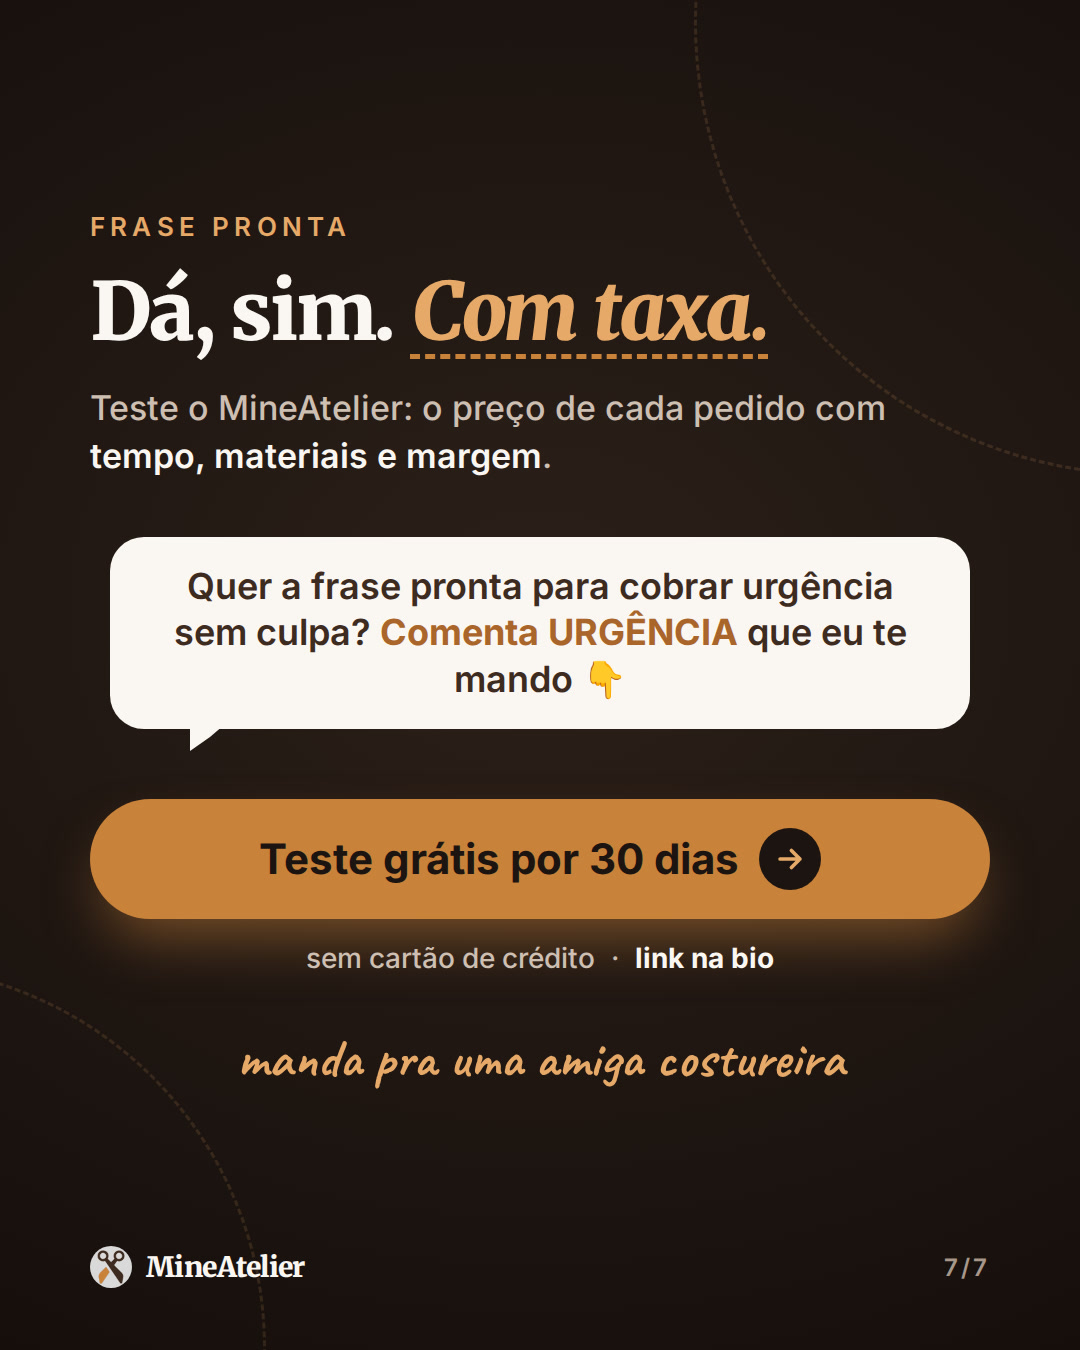 FRASE PRONTA
Dá, sim. Com taxa.
Teste o MineAtelier: o preço de cada pedido com
tempo, materiais e margem.
Quer a frase pronta para cobrar urgência
sem culpa? Comenta URGÊNCIA que eu te
mando 👇
Teste grátis por 30 dias →
sem cartão de crédito · link na bio
manda pra uma amiga costureira
MineAtelier
7/7